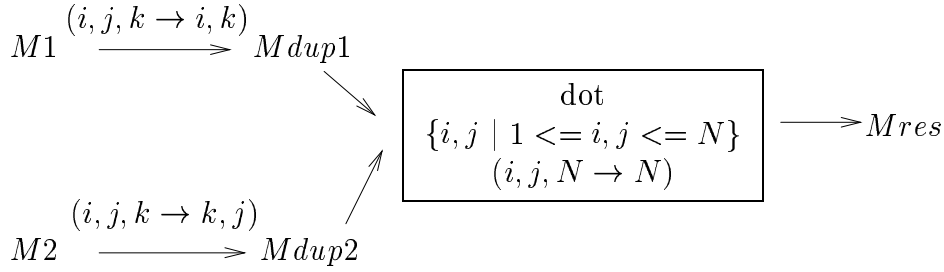 (i, j, k → i, k)
M1 Mdup1
dot
{i, j | 1 <= i, j <= N}
(i, j, N → N)
Mres
(i, j, k → k, j)
M2 Mdup2